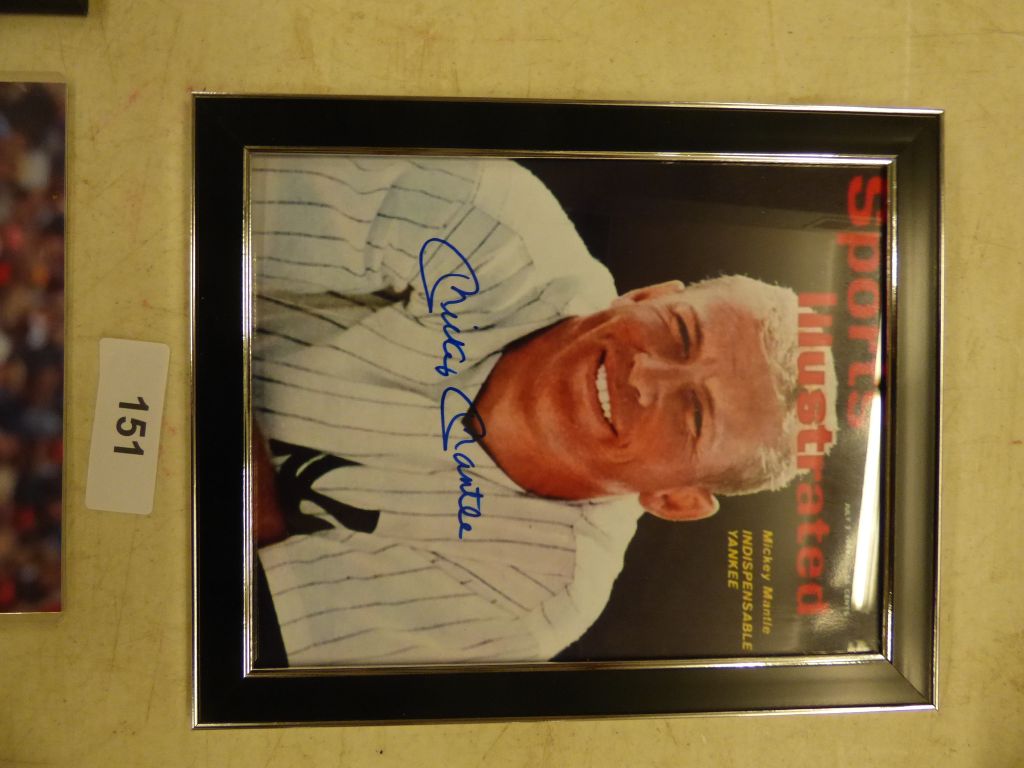 Sports
Illustrated
Mickey Mantle
INDISPENSABLE
YANKEE
Mickey Mantle
151